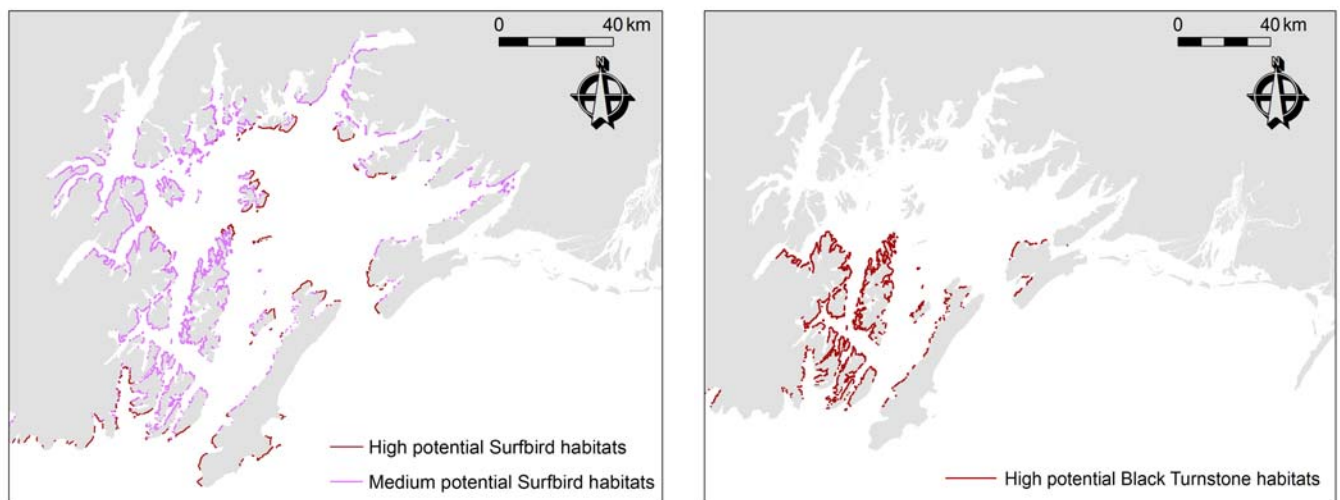 0 40 km
N
High potential Surfbird habitats
Medium potential Surfbird habitats
0 40 km
N
High potential Black Turnstone habitats